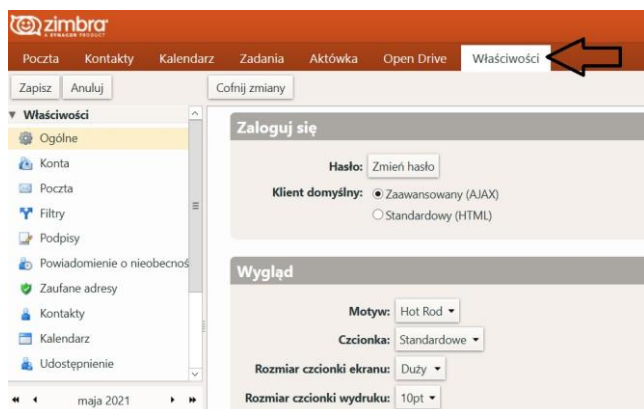 zimbra
A SYNACOR PRODUCT
Poczta Kontakty Kalendarz Zadania Aktówka Open Drive Właściwości
Zapisz Anuluj Cofnij zmiany
Właściwości
Ogólne
Konta
Poczta
Filtry
Podpisy
Powiadomienie o nieobecnoś
Zaufane adresy
Kontakty
Kalendarz
Udostępnienie
maja 2021
Zaloguj się
Hasło: Zmień hasło
Klient domyślny: Zaawansowany (AJAX)
Standardowy (HTML)
Wygląd
Motyw: Hot Rod
Czcionka: Standardowe
Rozmiar czcionki ekranu: Duży
Rozmiar czcionki wydruku: 10pt